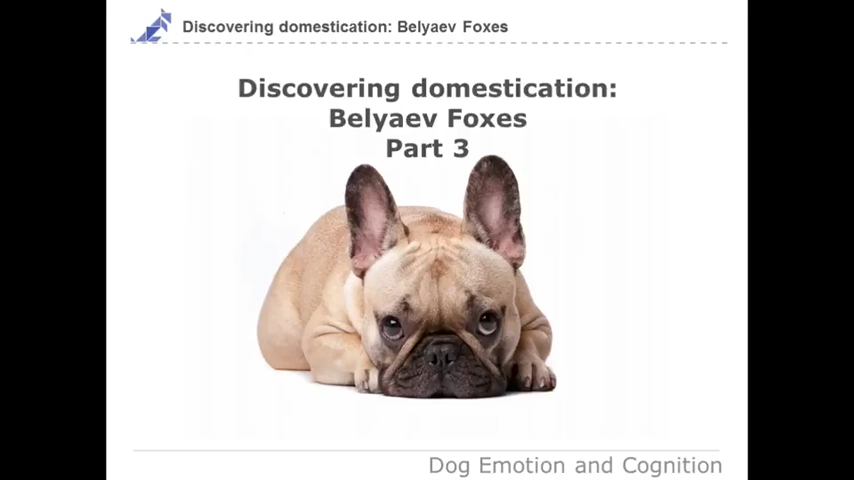 Discovering domestication: Belyaev Foxes
Discovering domestication:
Belyaev Foxes
Part 3
Dog Emotion and Cognition